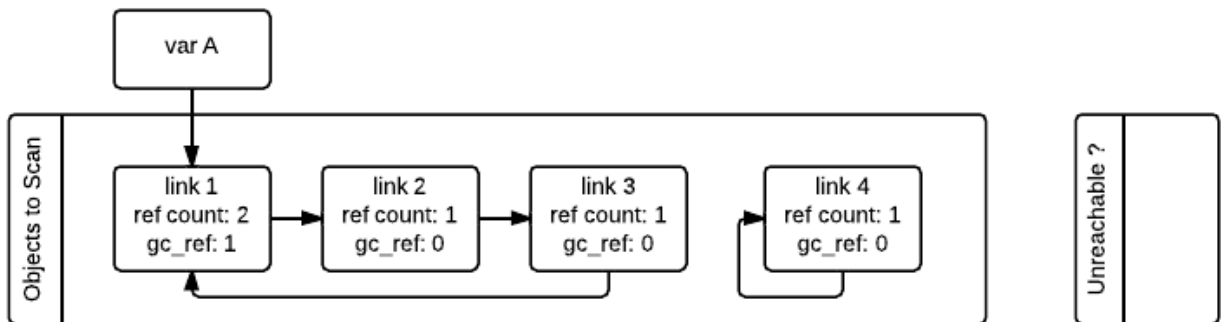 var A
Objects to Scan
link 1
ref count: 2
gc_ref: 1
link 2
ref count: 1
gc_ref: 0
link 3
ref count: 1
gc_ref: 0
link 4
ref count: 1
gc_ref: 0
Unreachable ?